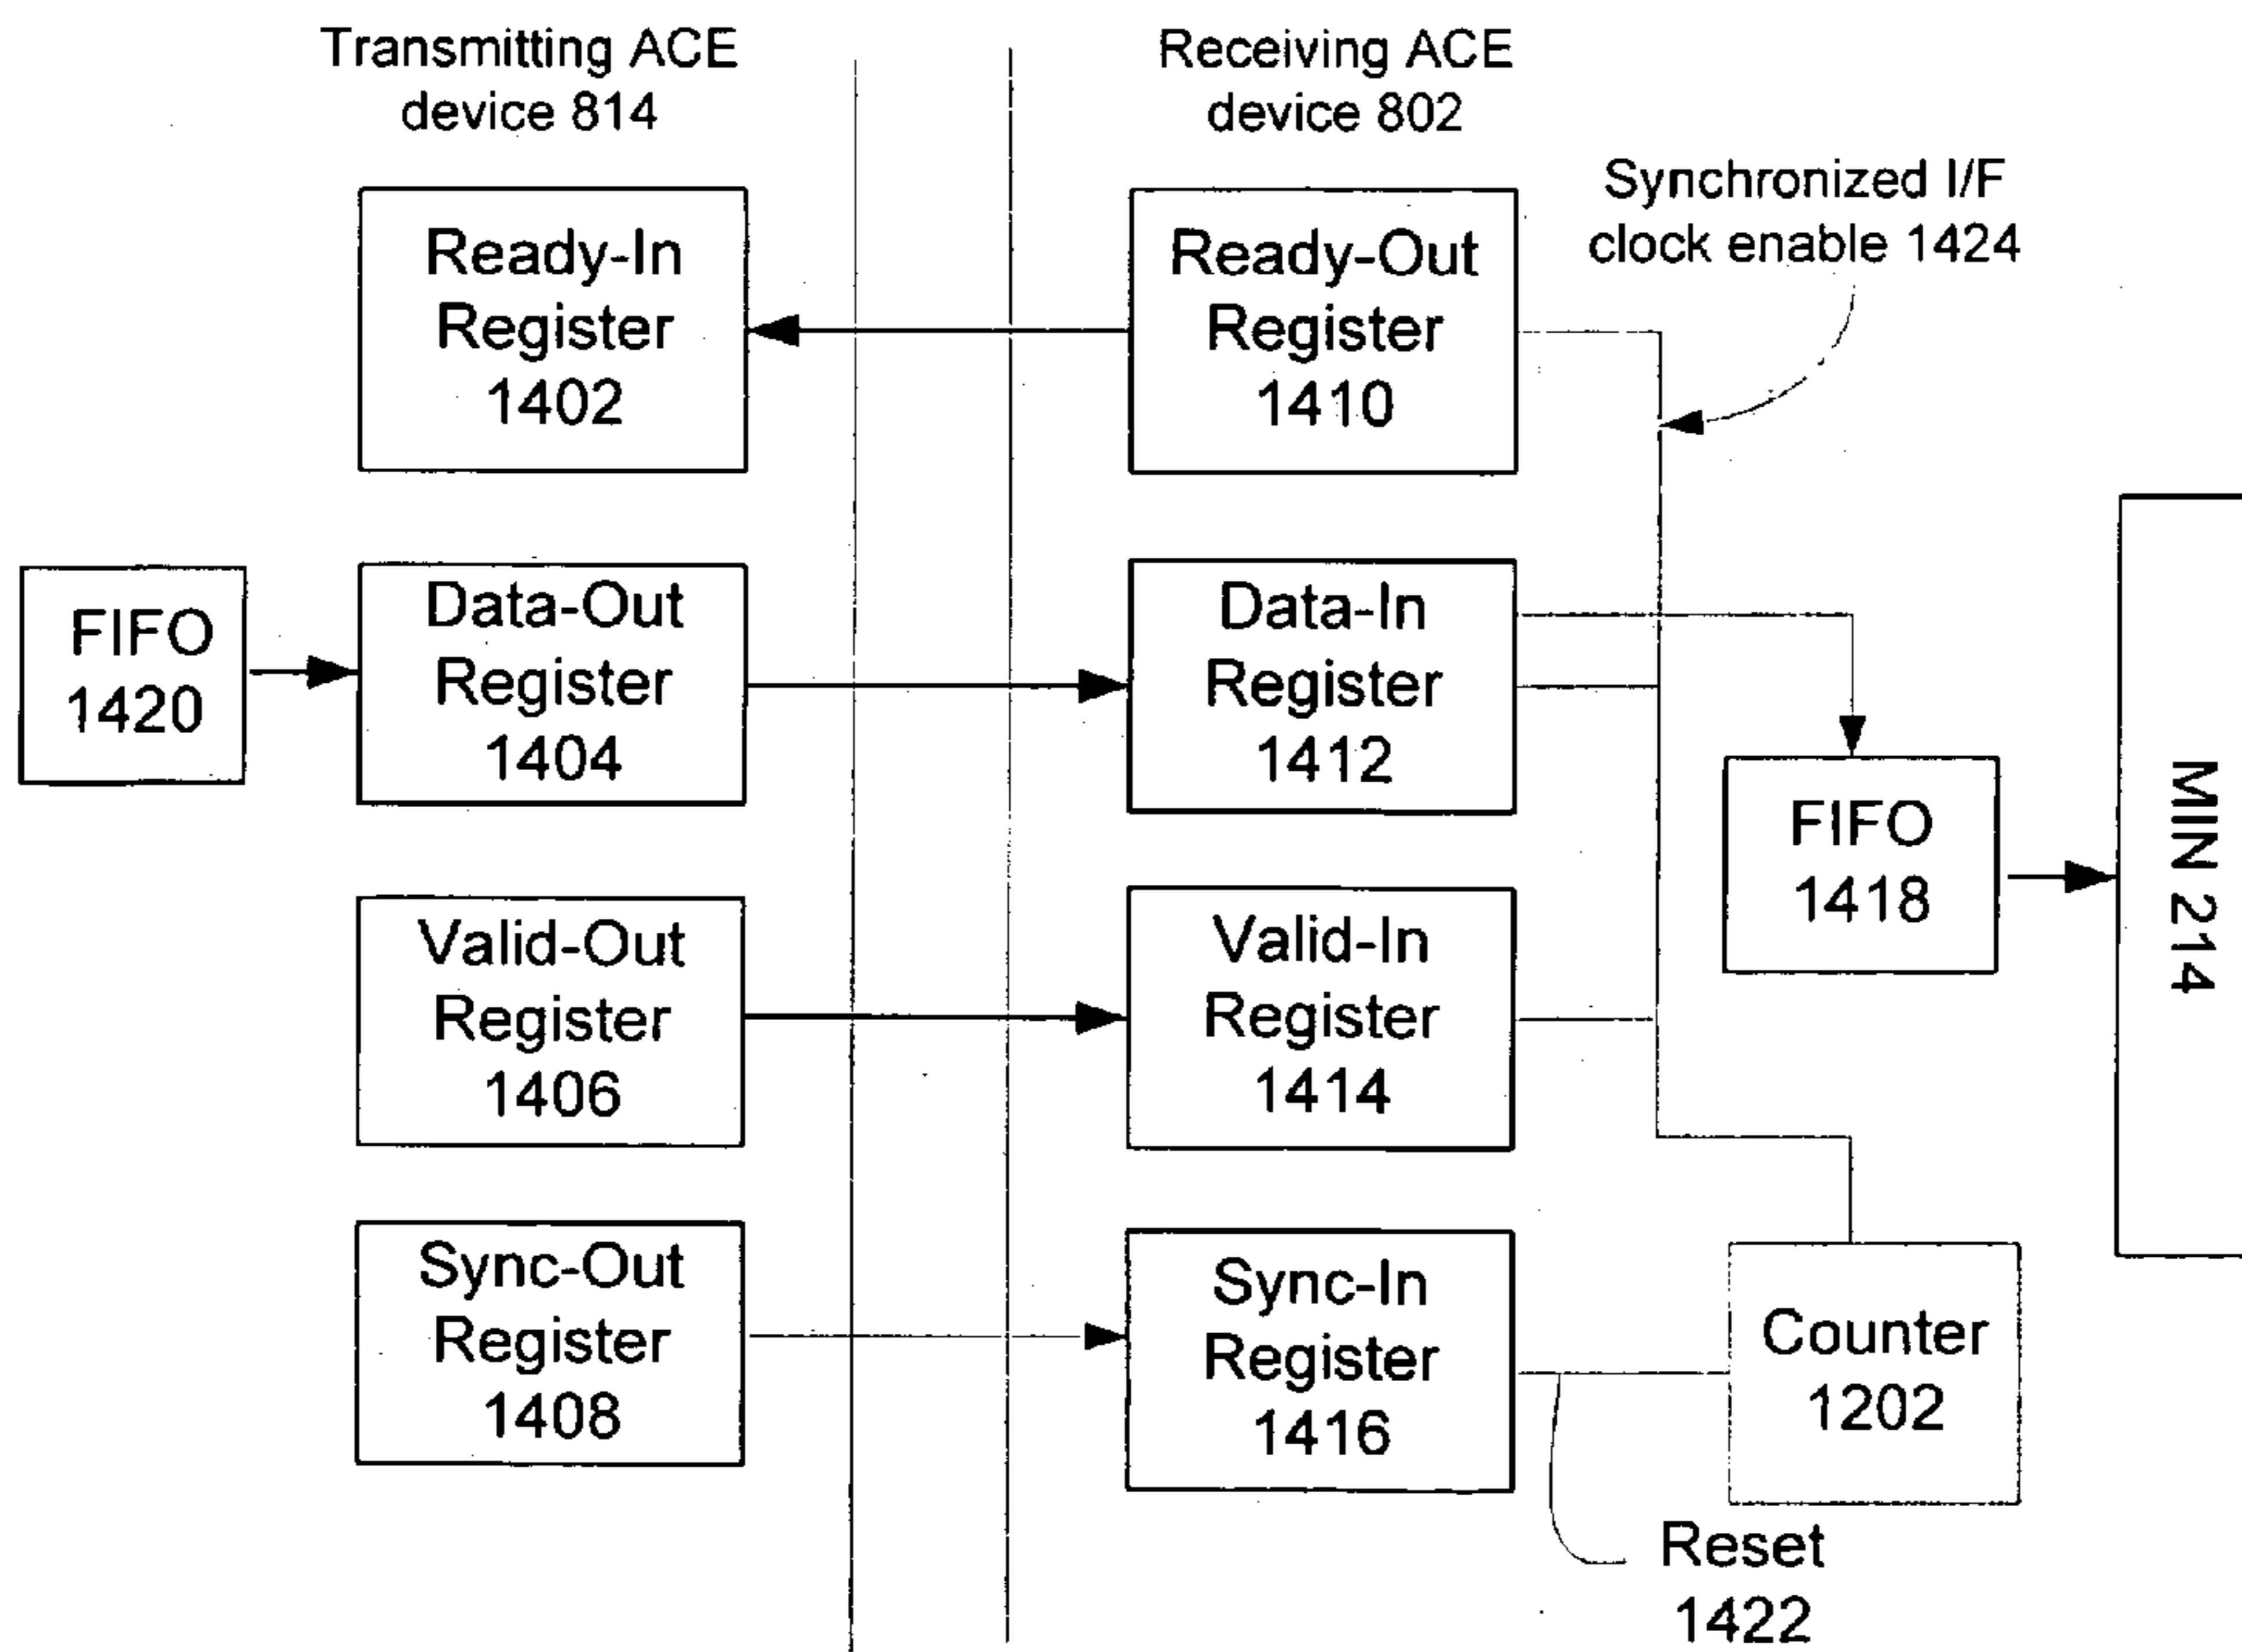 Transmitting ACE
device 814
Receiving ACE
device 802
Synchronized I/F
clock enable 1424
Ready-In
Register
1402
Ready-Out
Register
1410
FIFO
1420
Data-Out
Register
1404
Data-In
Register
1412
FIFO
1418
MIN 214
Valid-Out
Register
1406
Valid-In
Register
1414
Sync-Out
Register
1408
Sync-In
Register
1416
Counter
1202
Reset
1422